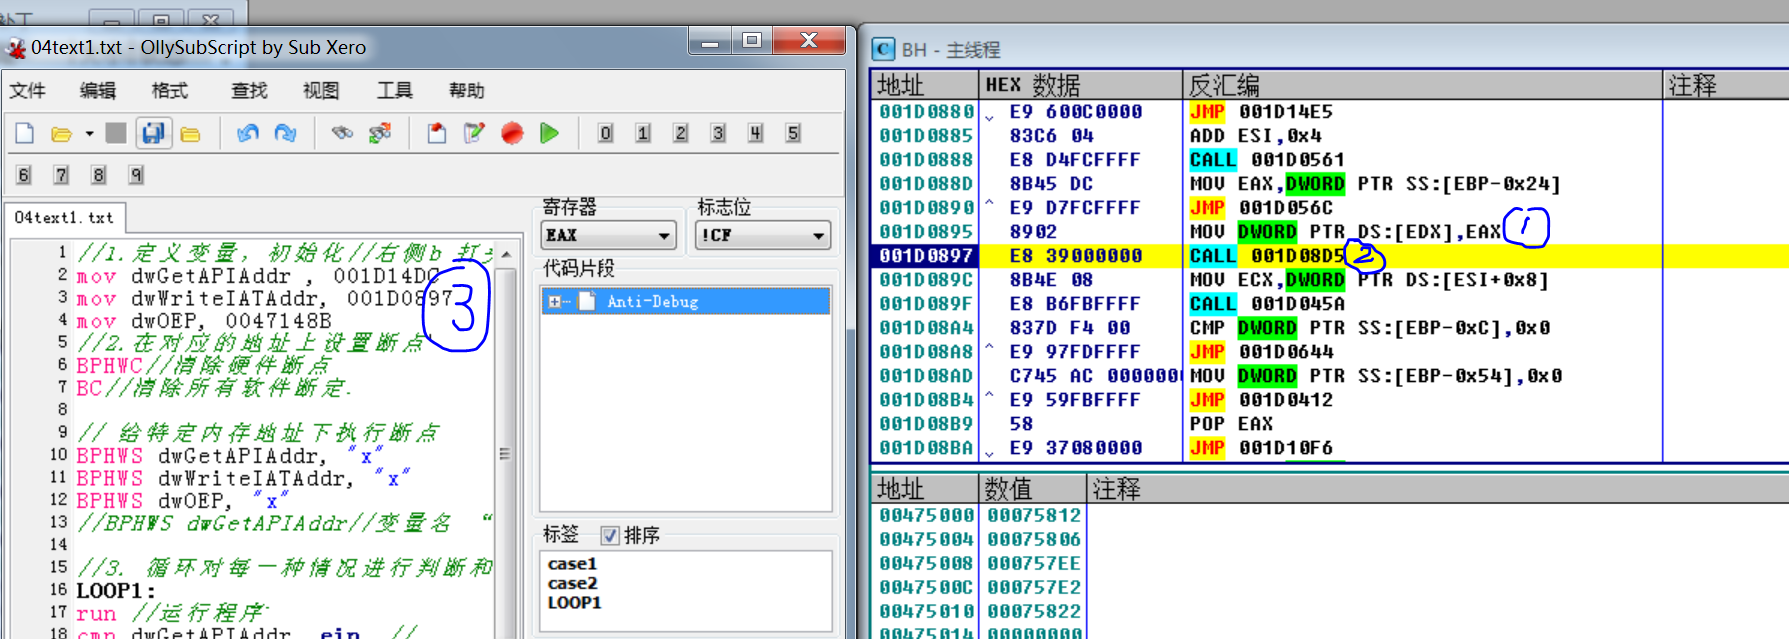 补丁
04text1.txt - OllySubScript by Sub Xero
文件 编辑 格式 查找 视图 工具 帮助
0 1 2 3 4 5
6 7 8 9
04text1.txt
1 //1.定义变量，初始化//右侧b 打
2 mov dwGetAPIAddr , 001D14DC
3 mov dwWriteIATAddr, 001D0897
4 mov dwOEP, 0047148B
5 //2.在对应的地址上设置断点
6 BPHWC//清除硬件断点
7 BC//清除所有软件断定.
8
9 // 给特定内存地址下执行断点
10 BPHWS dwGetAPIAddr, "x"
11 BPHWS dwWriteIATAddr, "x"
12 BPHWS dwOEP, "x"
13 //BPHWS dwGetAPIAddr//变量名 “
14
15 //3. 循环对每一种情况进行判断和
16 LOOP1:
17 run //运行程序
18 cmp dwGetAPIAddr, eip //
3
寄存器 标志位
EAX !CF
代码片段
Anti-Debug
标签 排序
case1
case2
LOOP1
C BH - 主线程
地址 HEX 数据 反汇编 注释
001D0880 E9 600C0000 JMP 001D14E5
001D0885 83C6 04 ADD ESI,0x4
001D0888 E8 D4FCFFFF CALL 001D0561
001D088D 8B45 DC MOV EAX,DWORD PTR SS:[EBP-0x24]
001D0890 ^ E9 D7FCFFFF JMP 001D056C
001D0895 8902 MOV DWORD PTR DS:[EDX],EAX 1
001D0897 E8 39000000 CALL 001D08D5 2
001D089C 8B4E 08 MOV ECX,DWORD PTR DS:[ESI+0x8]
001D089F E8 B6FBFFFF CALL 001D045A
001D08A4 837D F4 00 CMP DWORD PTR SS:[EBP-0xC],0x0
001D08A8 ^ E9 97FDFFFF JMP 001D0644
001D08AD C745 AC 000000 MOV DWORD PTR SS:[EBP-0x54],0x0
001D08B4 ^ E9 59FBFFFF JMP 001D0412
001D08B9 58 POP EAX
001D08BA E9 37080000 JMP 001D10F6
地址 数值 注释
00475000 00075812
00475004 00075806
00475008 000757EE
0047500C 000757E2
00475010 00075822
00475014 00000000